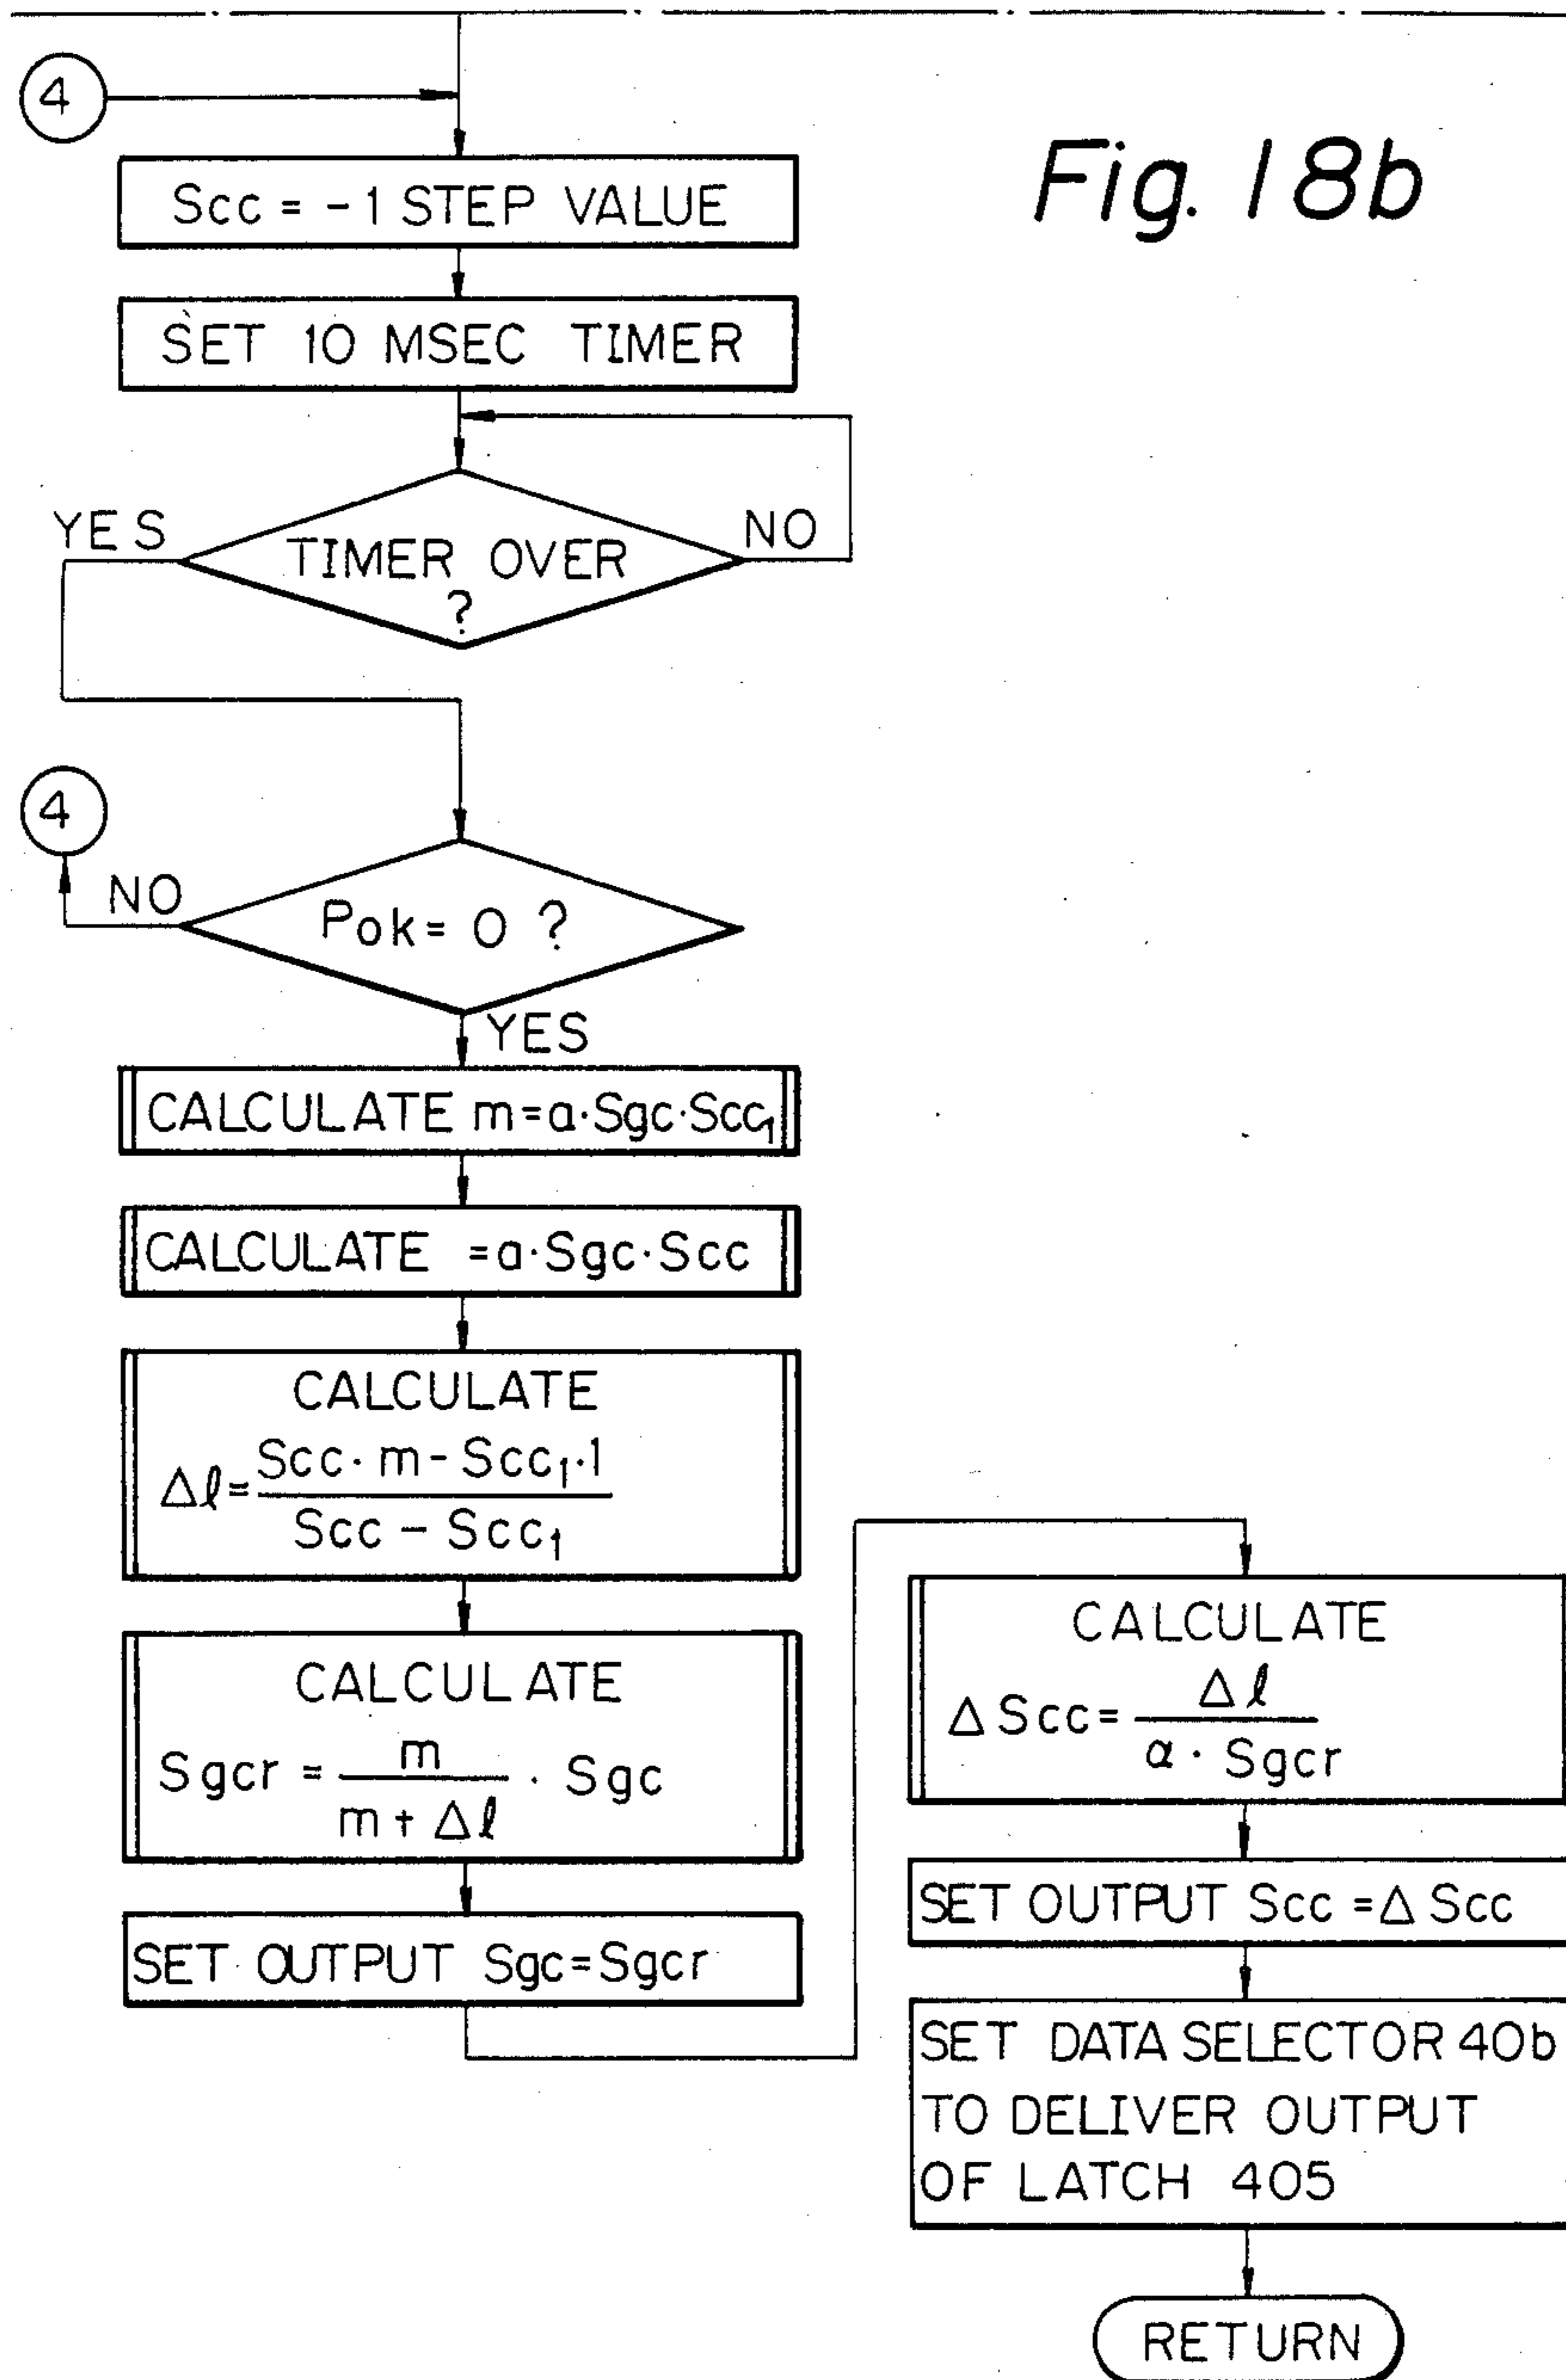 4
Fig. 18b
Scc = -1 STEP VALUE
SET 10 MSEC TIMER
YES
NO
TIMER OVER
?
4
NO
Pok = 0 ?
YES
CALCULATE m=a·Sgc·Scc₁
CALCULATE =a·Sgc·Scc
CALCULATE
Δℓ= Scc · m - Scc₁·1
Scc - Scc₁
CALCULATE
Sgcr = m / m + Δℓ · Sgc
SET OUTPUT Sgc=Sgcr
CALCULATE
Δ Scc = Δℓ / α · Sgcr
SET OUTPUT Scc =Δ Scc
SET DATA SELECTOR 40b
TO DELIVER OUTPUT
OF LATCH 405
RETURN